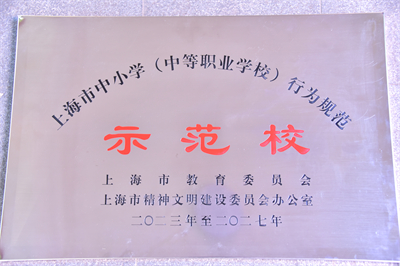 上海市中小学（中等职业学校）行为规范
示范校
上海市教育委员会
上海市精神文明建设委员会办公室
二〇二三年至二〇二七年